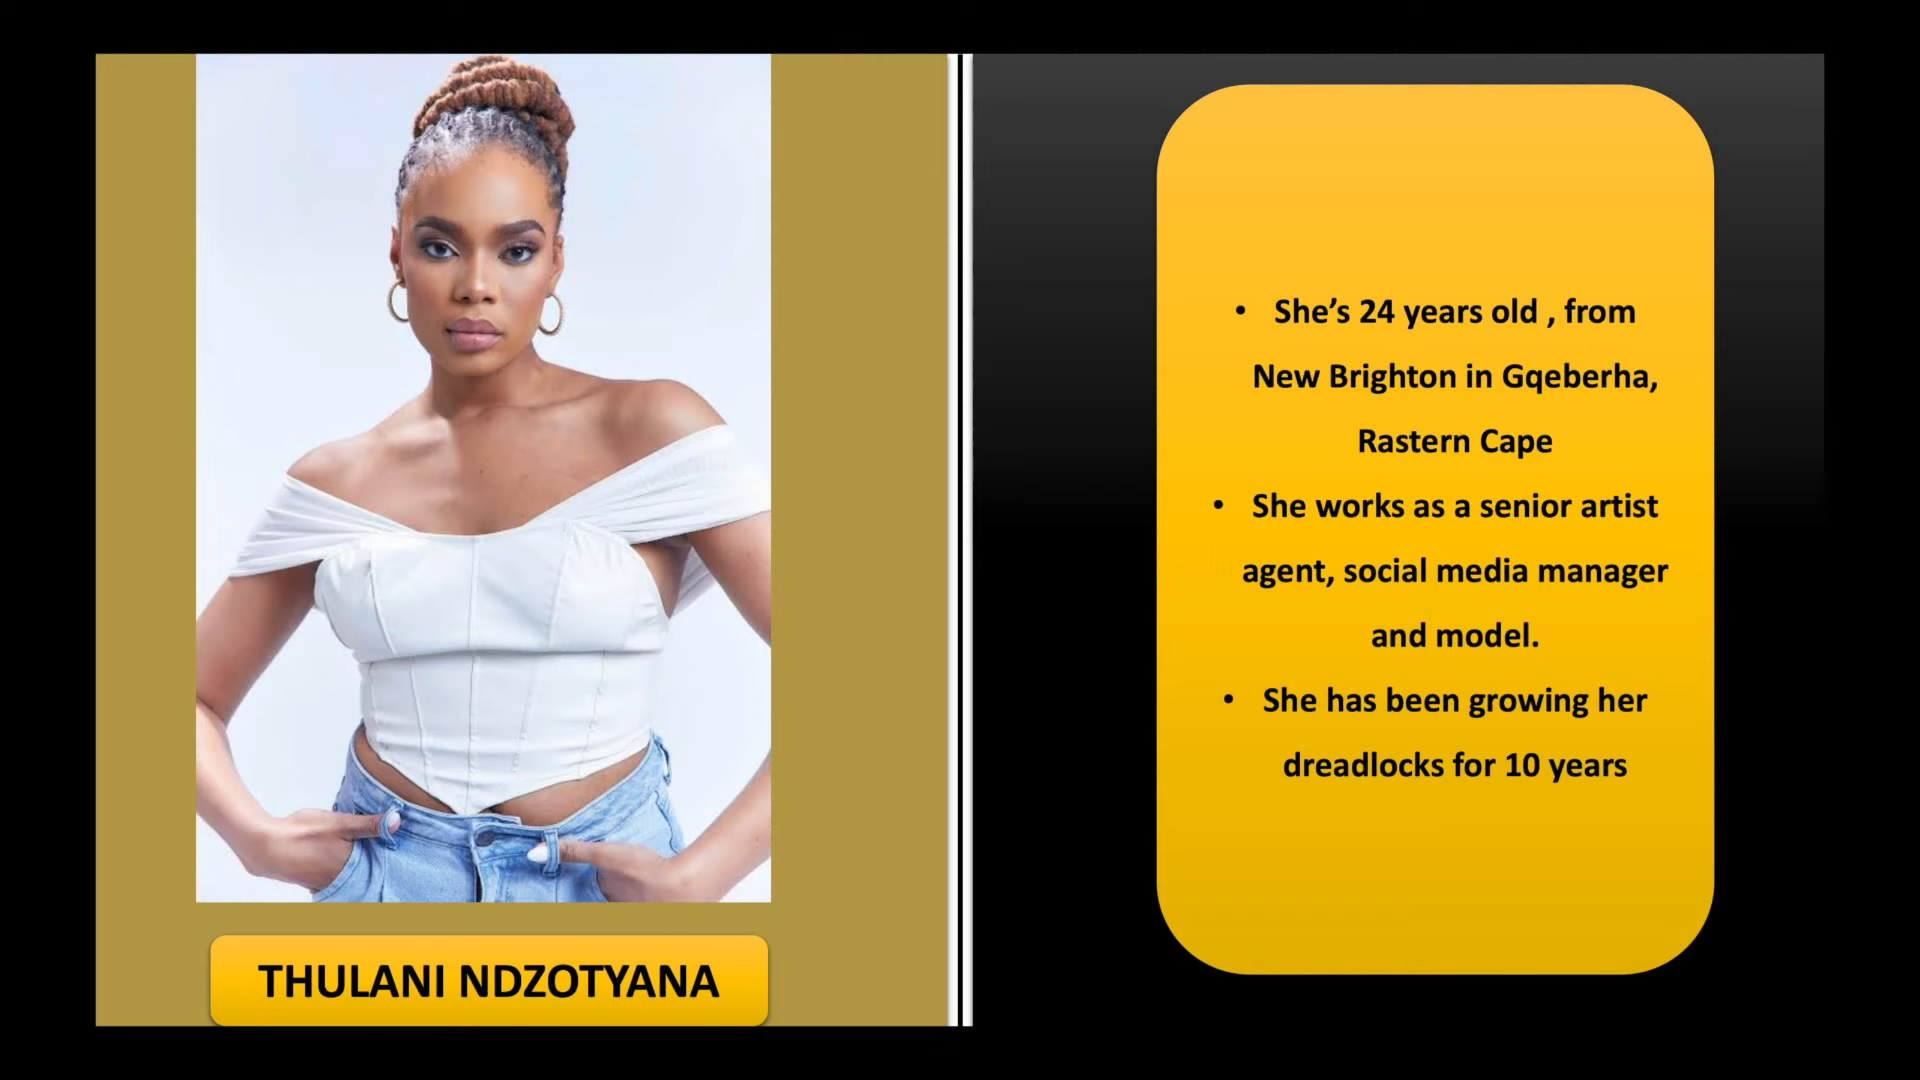 THULANI NDZOTYANA
• She’s 24 years old , from
New Brighton in Gqeberha,
Rastern Cape
• She works as a senior artist
agent, social media manager
and model.
• She has been growing her
dreadlocks for 10 years